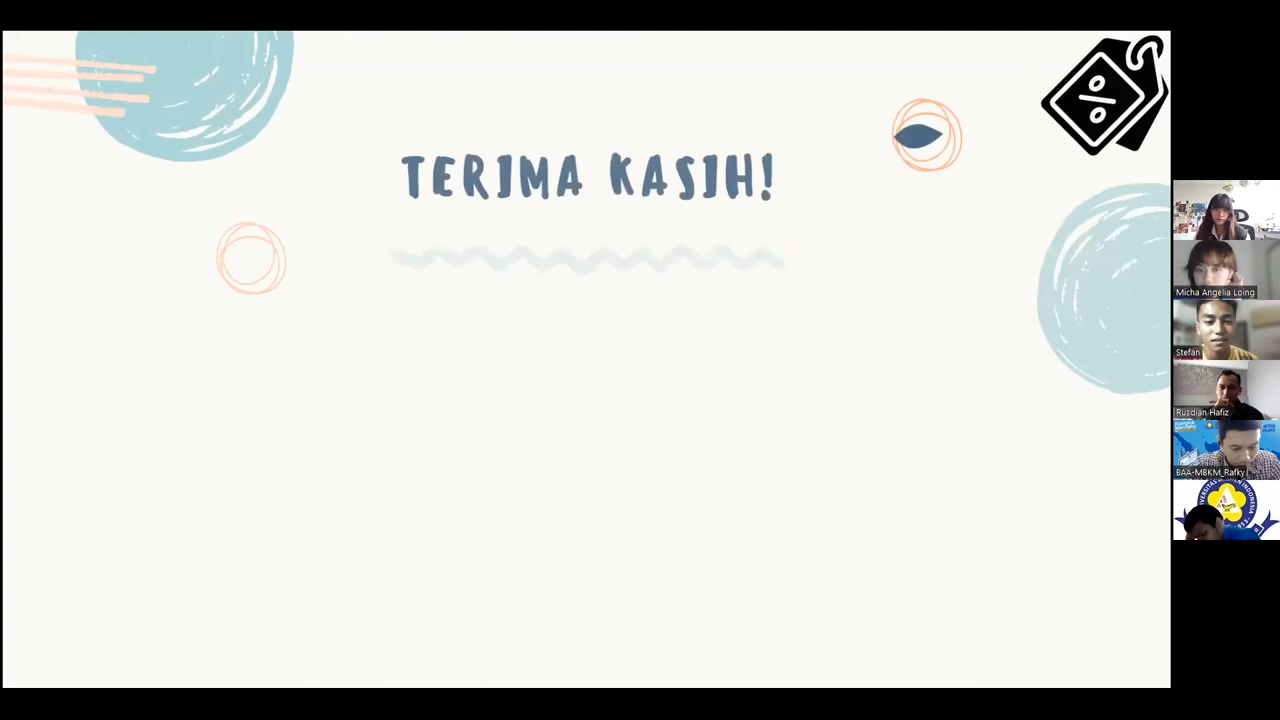 TERIMA KASIH!
Micha Angelia Loing
Stefan
Rusdian Hafiz
BAA-MBKM_Rafky